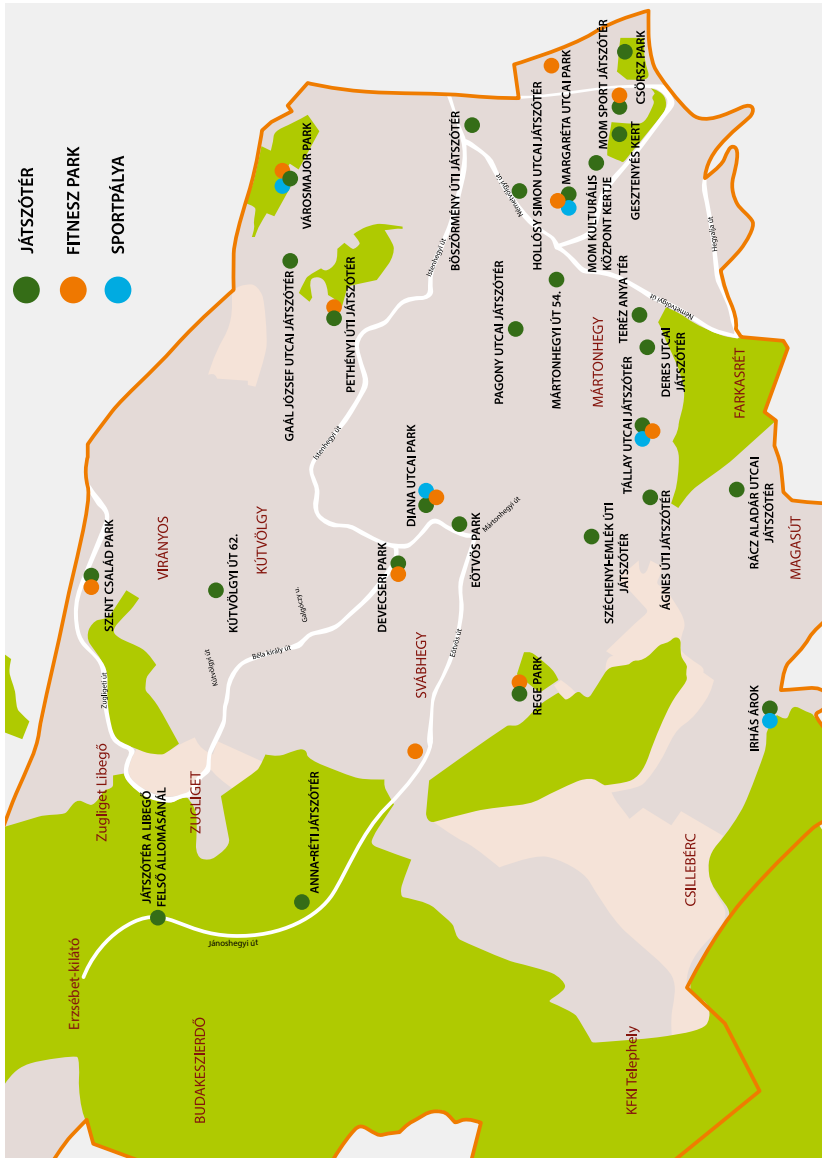 JÁTSZÓTÉR
FITNESZ PARK
SPORTPÁLYA
Erzsébet-kilátó
Zugliget Libegő
SZENT CSALÁD PARK
Zugligeti út
JÁTSZÓTÉR A LIBEGŐ
FELSŐ ÁLLOMÁSÁNÁL
VIRÁNYOS
BUDAKESZIERDŐ
ZUGLIGET
Kútvölgyi út
KÚTVÖLGYI ÚT 62.
Jánoshegyi út
KÚTVÖLGY
Béla király út
Galgóczy u.
GAÁL JÓZSEF UTCAI JÁTSZÓTÉR
VÁROSMAJOR PARK
ANNA-RÉTI JÁTSZÓTÉR
Istenhegyi út
PETHÉNYI ÚTI JÁTSZÓTÉR
DEVECSERI PARK
DIANA UTCAI PARK
SVÁBHEGY
Istenhegyi út
BÖSZÖRMÉNY ÚTI JÁTSZÓTÉR
Eötvös út
EÖTVÖS PARK
Mártonhegyi út
PAGONY UTCAI JÁTSZÓTÉR
Németvölgyi út
REGE PARK
HOLLÓSY SIMON UTCAI JÁTSZÓTÉR
MÁRTONHEGYI ÚT 54.
MARGARÉTA UTCAI PARK
MÁRTONHEGY
MOM KULTURÁLIS
KÖZPONT KERTJE
MOM SPORT JÁTSZÓTÉR
SZÉCHENYI-EMLÉK ÚTI
JÁTSZÓTÉR
TERÉZ ANYA TÉR
TÁLLAY UTCAI JÁTSZÓTÉR
GESZTENYÉS KERT
CSÖRSZ PARK
KFKI Telephely
Németvölgyi út
ÁGNES ÚTI JÁTSZÓTÉR
DERES UTCAI
JÁTSZÓTÉR
CSILLEBÉRC
Hegyalja út
FARKASRÉT
IRHÁS ÁROK
RÁCZ ALADÁR UTCAI
JÁTSZÓTÉR
MAGASÚT